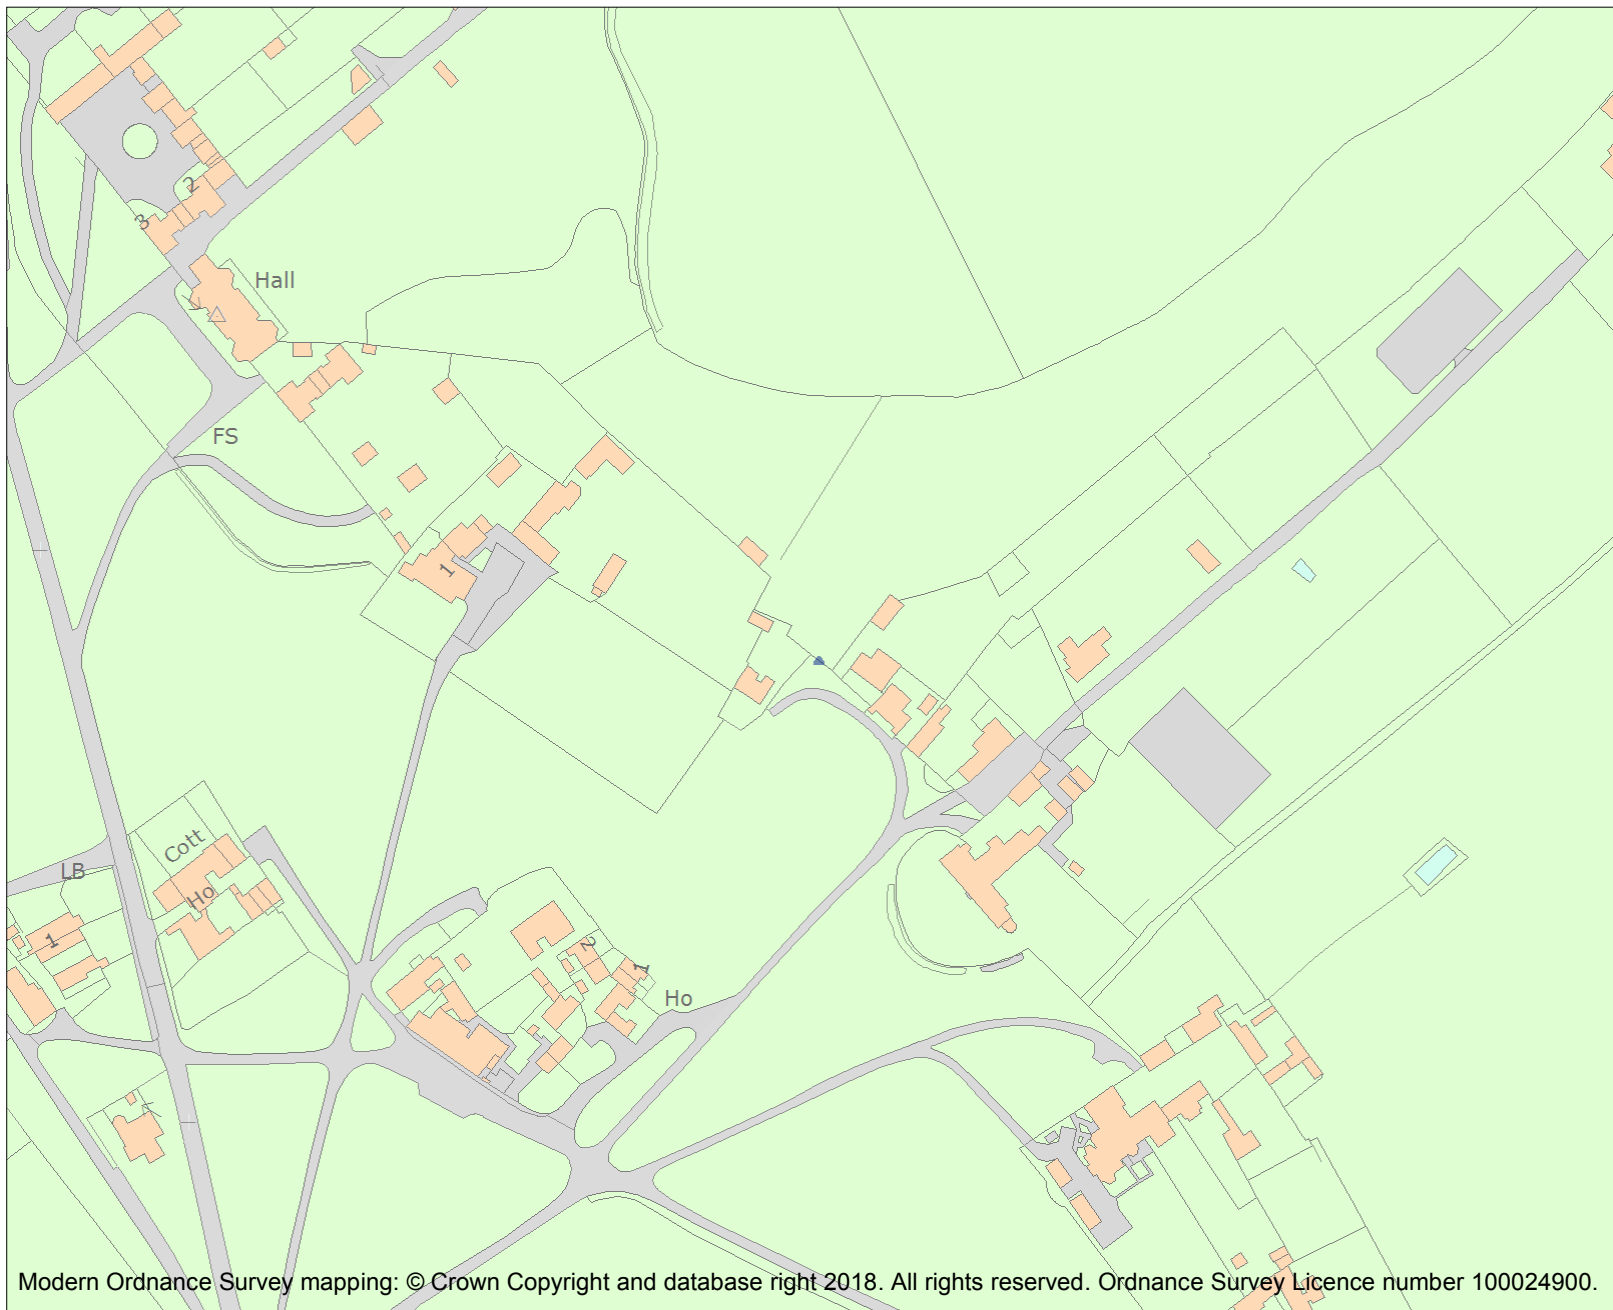 2
3
Hall
FS
1
Cott
LB
Ho
1
2
1
Ho
Modern Ordnance Survey mapping: © Crown Copyright and database right 2018. All rights reserved. Ordnance Survey Licence number 100024900.